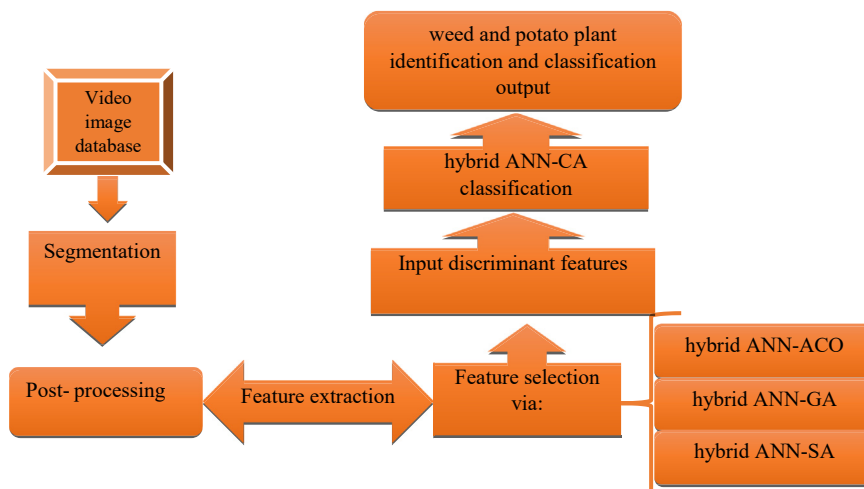 Video
image
database
Segmentation
Post- processing
Feature extraction
Feature selection
via:
hybrid ANN-ACO
hybrid ANN-GA
hybrid ANN-SA
Input discriminant features
hybrid ANN-CA
classification
weed and potato plant
identification and classification
output